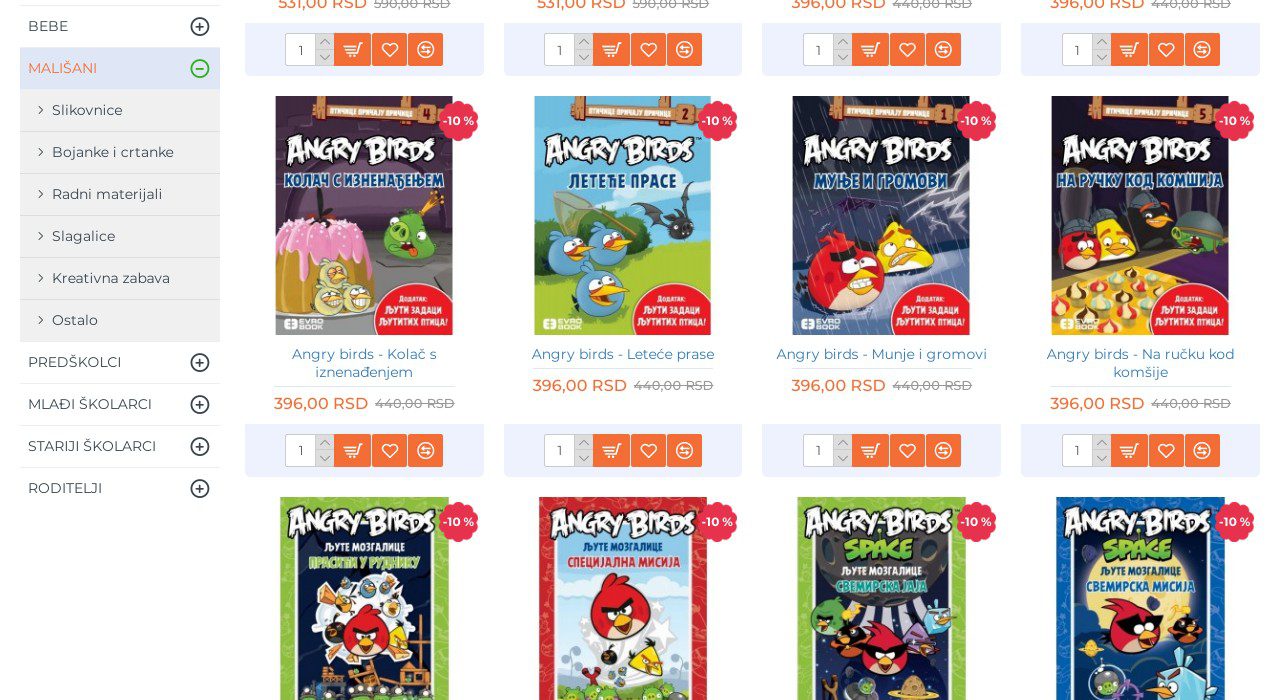 BEBE
MALIŠANI
Slikovnice
Bojanke i crtanke
Radni materijali
Slagalice
Kreativna zabava
Ostalo
PREDŠKOLCI
MLAĐI ŠKOLARCI
STARIJI ŠKOLARCI
RODITELJI
531,00 RSD 590,00 RSD
531,00 RSD 590,00 RSD
396,00 RSD 440,00 RSD
396,00 RSD 440,00 RSD
1
1
1
1
-10 %
ПТИЧИЦЕ ПРИЧАЈУ ПРИЧИЦЕ 4
ANGRY BIRDS
КОЛАЧ С ИЗНЕНАЂЕЊЕМ
Додатак:
ЉУТИ ЗАДАЦИ
ЉУТИТИХ ПТИЦА!
EVRO
BOOK
Angry birds - Kolač s
iznenađenjem
396,00 RSD 440,00 RSD
1
-10 %
ПТИЧИЦЕ ПРИЧАЈУ ПРИЧИЦЕ 2
ANGRY BIRDS
ЛЕТЕЋЕ ПРАСЕ
Додатак:
ЉУТИ ЗАДАЦИ
ЉУТИТИХ ПТИЦА!
EVRO
BOOK
Angry birds - Leteće prase
396,00 RSD 440,00 RSD
1
-10 %
ПТИЧИЦЕ ПРИЧАЈУ ПРИЧИЦЕ 1
ANGRY BIRDS
МУЊЕ И ГРОМОВИ
Додатак:
ЉУТИ ЗАДАЦИ
ЉУТИТИХ ПТИЦА!
EVRO
BOOK
Angry birds - Munje i gromovi
396,00 RSD 440,00 RSD
1
-10 %
ПТИЧИЦЕ ПРИЧАЈУ ПРИЧИЦЕ 5
ANGRY BIRDS
НА РУЧКУ КОД КОМШИЈА
Додатак:
ЉУТИ ЗАДАЦИ
ЉУТИТИХ ПТИЦА!
EVRO
BOOK
Angry birds - Na ručku kod
komšije
396,00 RSD 440,00 RSD
1
-10 %
ANGRY BIRDS
ЉУТЕ МОЗГАЛИЦЕ
ПРАСИЋИ У РУДНИКУ
-10 %
ANGRY BIRDS
ЉУТЕ МОЗГАЛИЦЕ
СПЕЦИЈАЛНА МИСИЈА
-10 %
ANGRY BIRDS
SPACE
ЉУТЕ МОЗГАЛИЦЕ
СВЕМИРСКА ЈАЈА
-10 %
ANGRY BIRDS
SPACE
ЉУТЕ МОЗГАЛИЦЕ
СВЕМИРСКА МИСИЈА